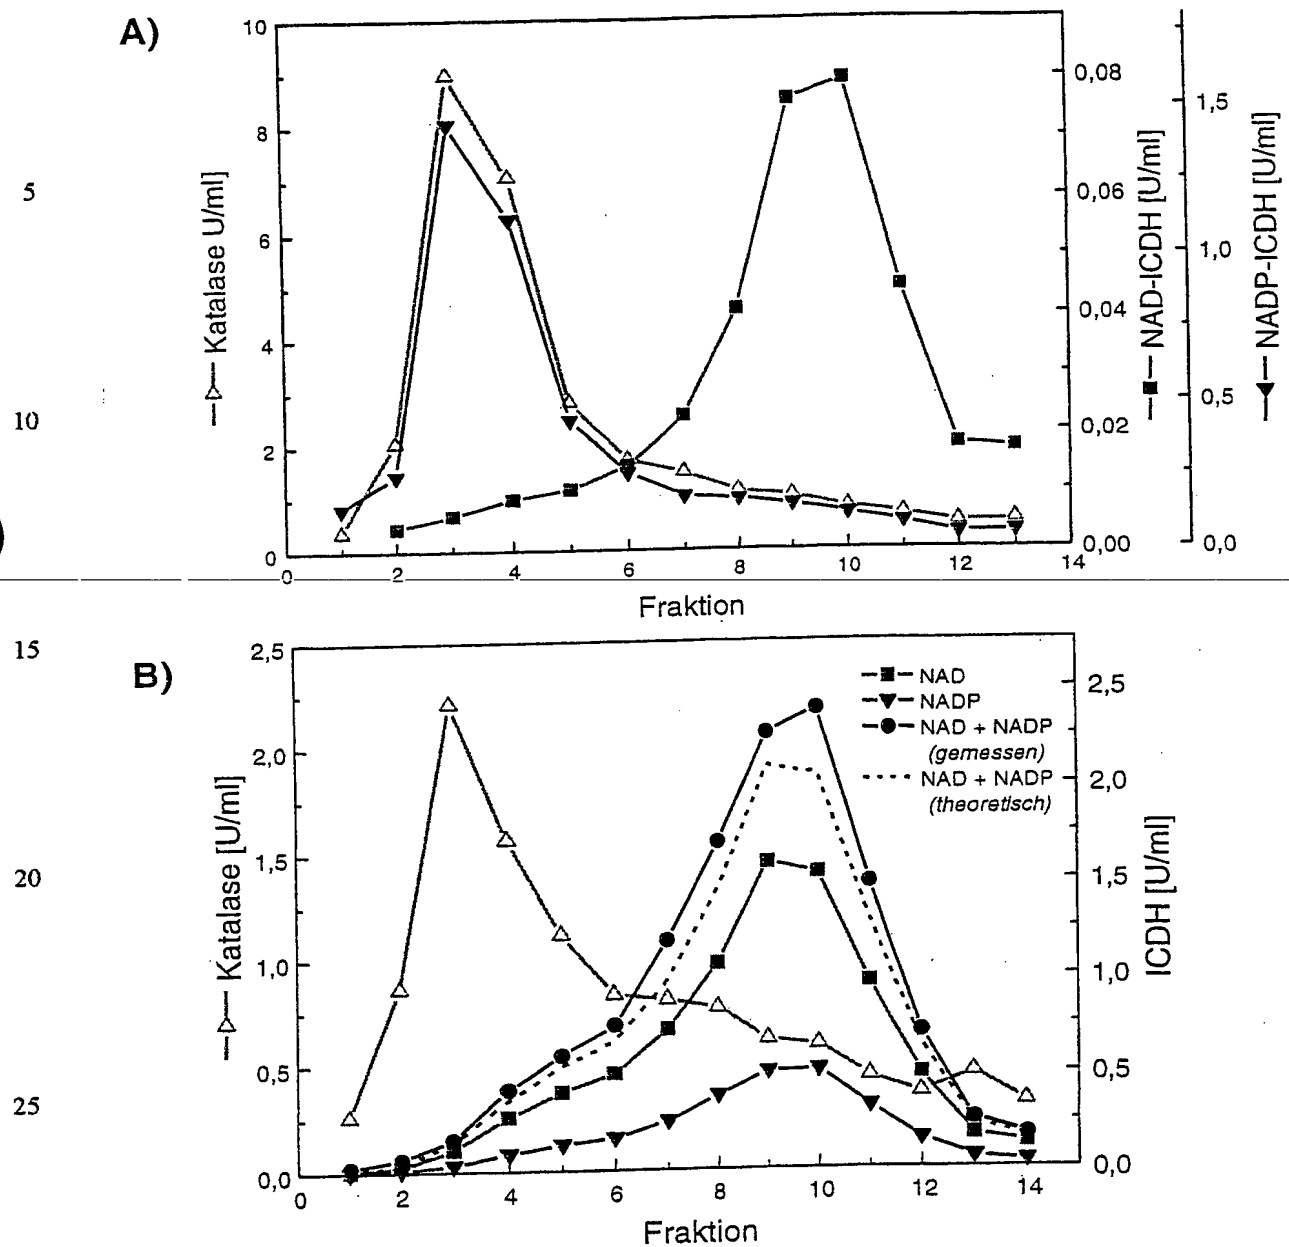 A)
10
8
6
4
2
0
Katalase U/ml]
0,08
0,06
0,04
0,02
0,00
NAD-ICDH [U/ml]
1,5
1,0
0,5
0,0
NADP-ICDH [U/ml]
0 2 4 6 8 10 12 14
Fraktion
5
10
15
20
25
B)
2,5
2,0
1,5
1,0
0,5
0,0
Katalase [U/ml]
NAD
NADP
NAD + NADP
(gemessen)
NAD + NADP
(theoretisch)
2,5
2,0
1,5
1,0
0,5
0,0
ICDH [U/ml]
0 2 4 6 8 10 12 14
Fraktion